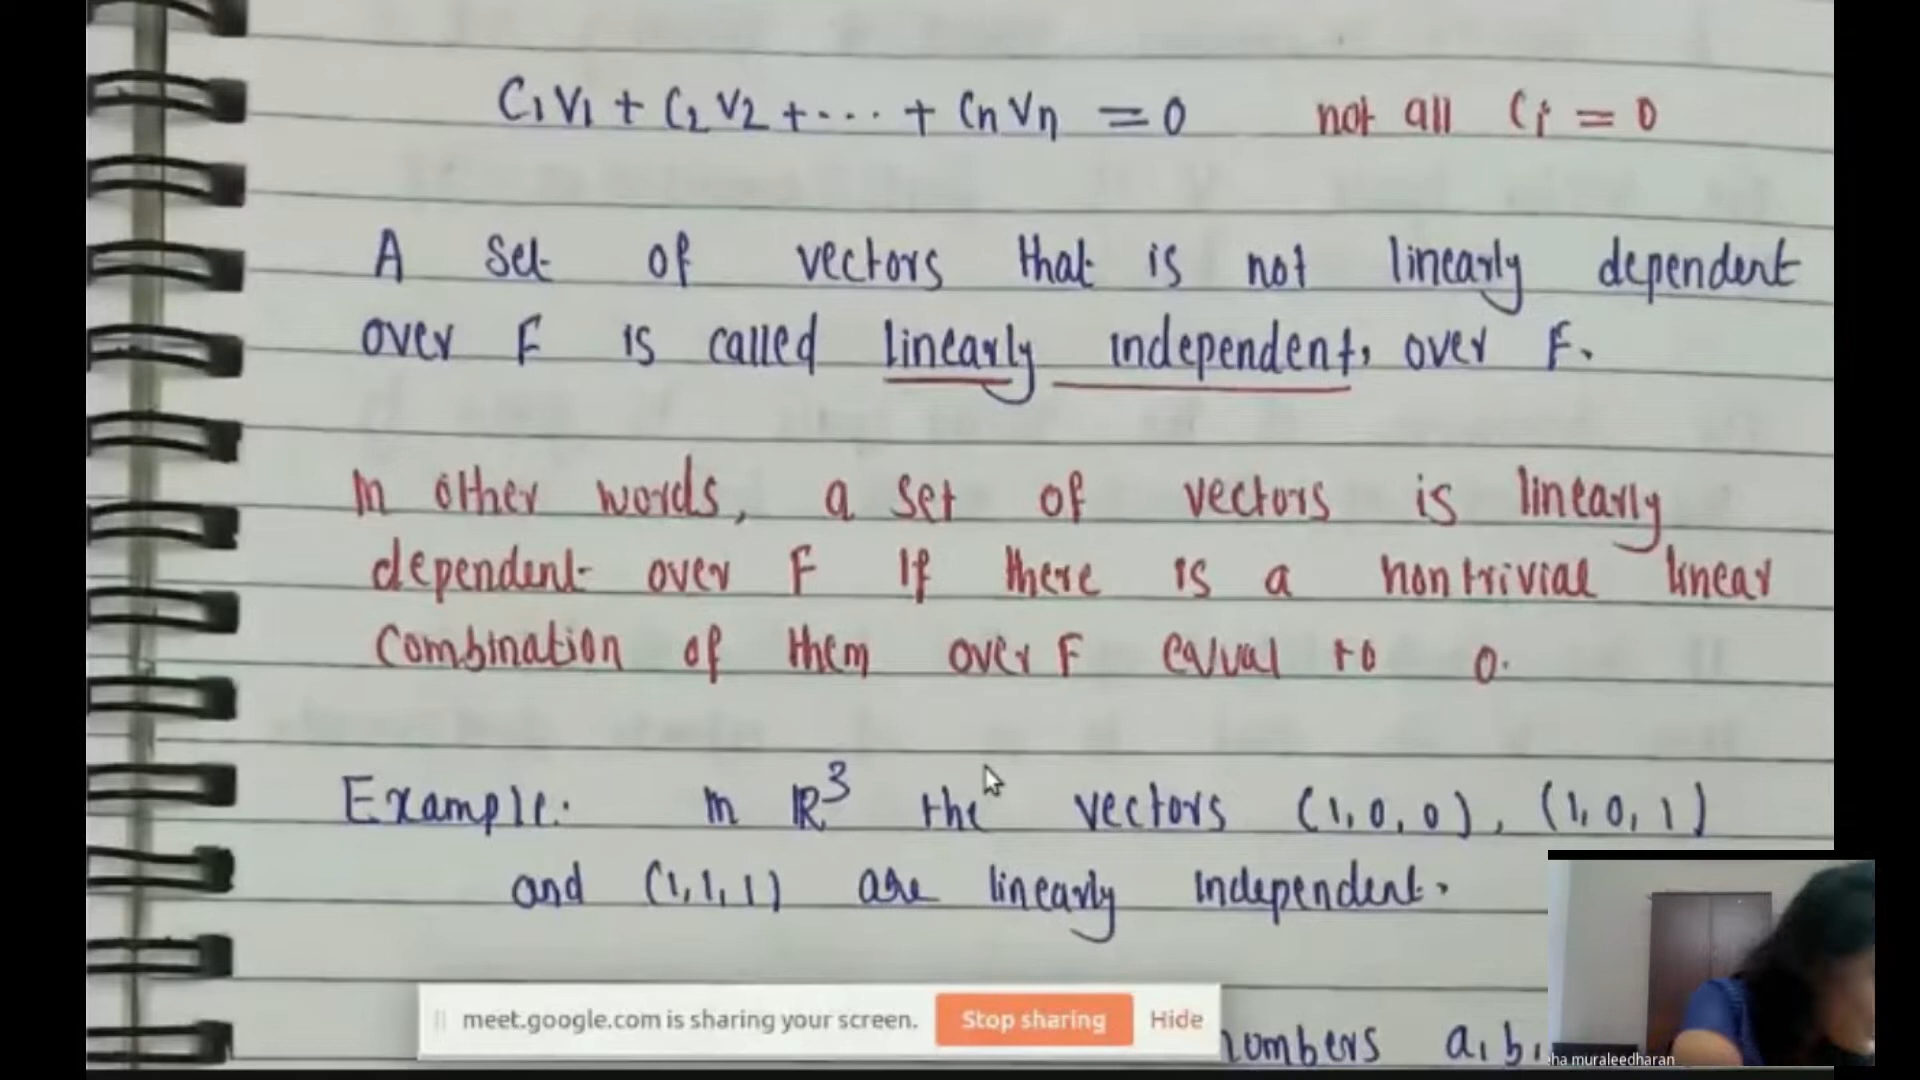 C₁V₁ + C₂V₂ + ... + CnVn = 0 not all Ci = 0
A set of vectors that is not linearly dependent
over F is called linearly independent, over F.
In other words, a set of vectors is linearly
dependent over F if there is a nontrivial linear
combination of them over F equal to 0.
Example: In ℝ³ the vectors (1, 0, 0), (1, 0, 1)
and (1, 1, 1) are linearly independent.
meet.google.com is sharing your screen. Stop sharing Hide
numbers a, b,
muraleedharan